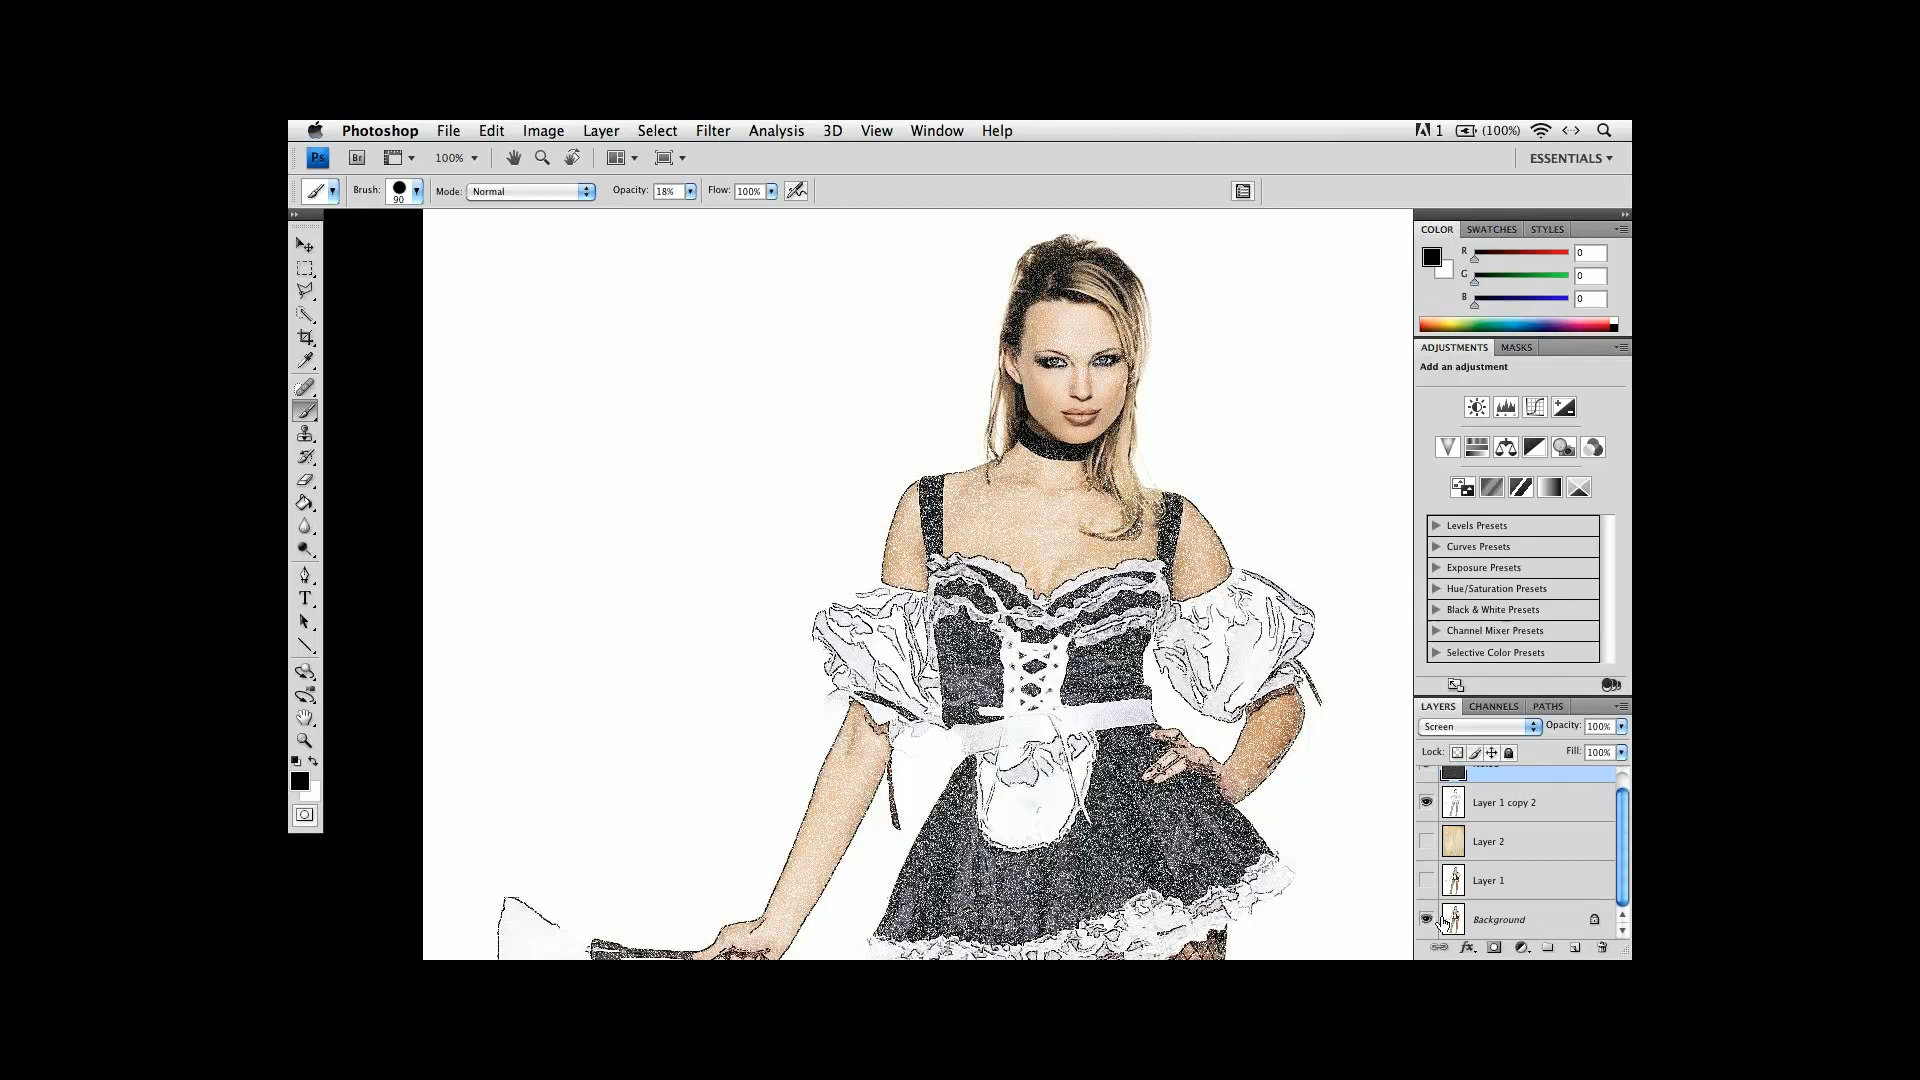 Photoshop File Edit Image Layer Select Filter Analysis 3D View Window Help 1 (100%)
Ps Br 100% ESSENTIALS
Brush: 90 Mode: Normal Opacity: 18% Flow: 100%
COLOR SWATCHES STYLES
R 0
G 0
B 0
ADJUSTMENTS MASKS
Add an adjustment
Levels Presets
Curves Presets
Exposure Presets
Hue/Saturation Presets
Black & White Presets
Channel Mixer Presets
Selective Color Presets
LAYERS CHANNELS PATHS
Screen Opacity: 100%
Lock: Fill: 100%
Layer 1 copy 2
Layer 2
Layer 1
Background
fx
T